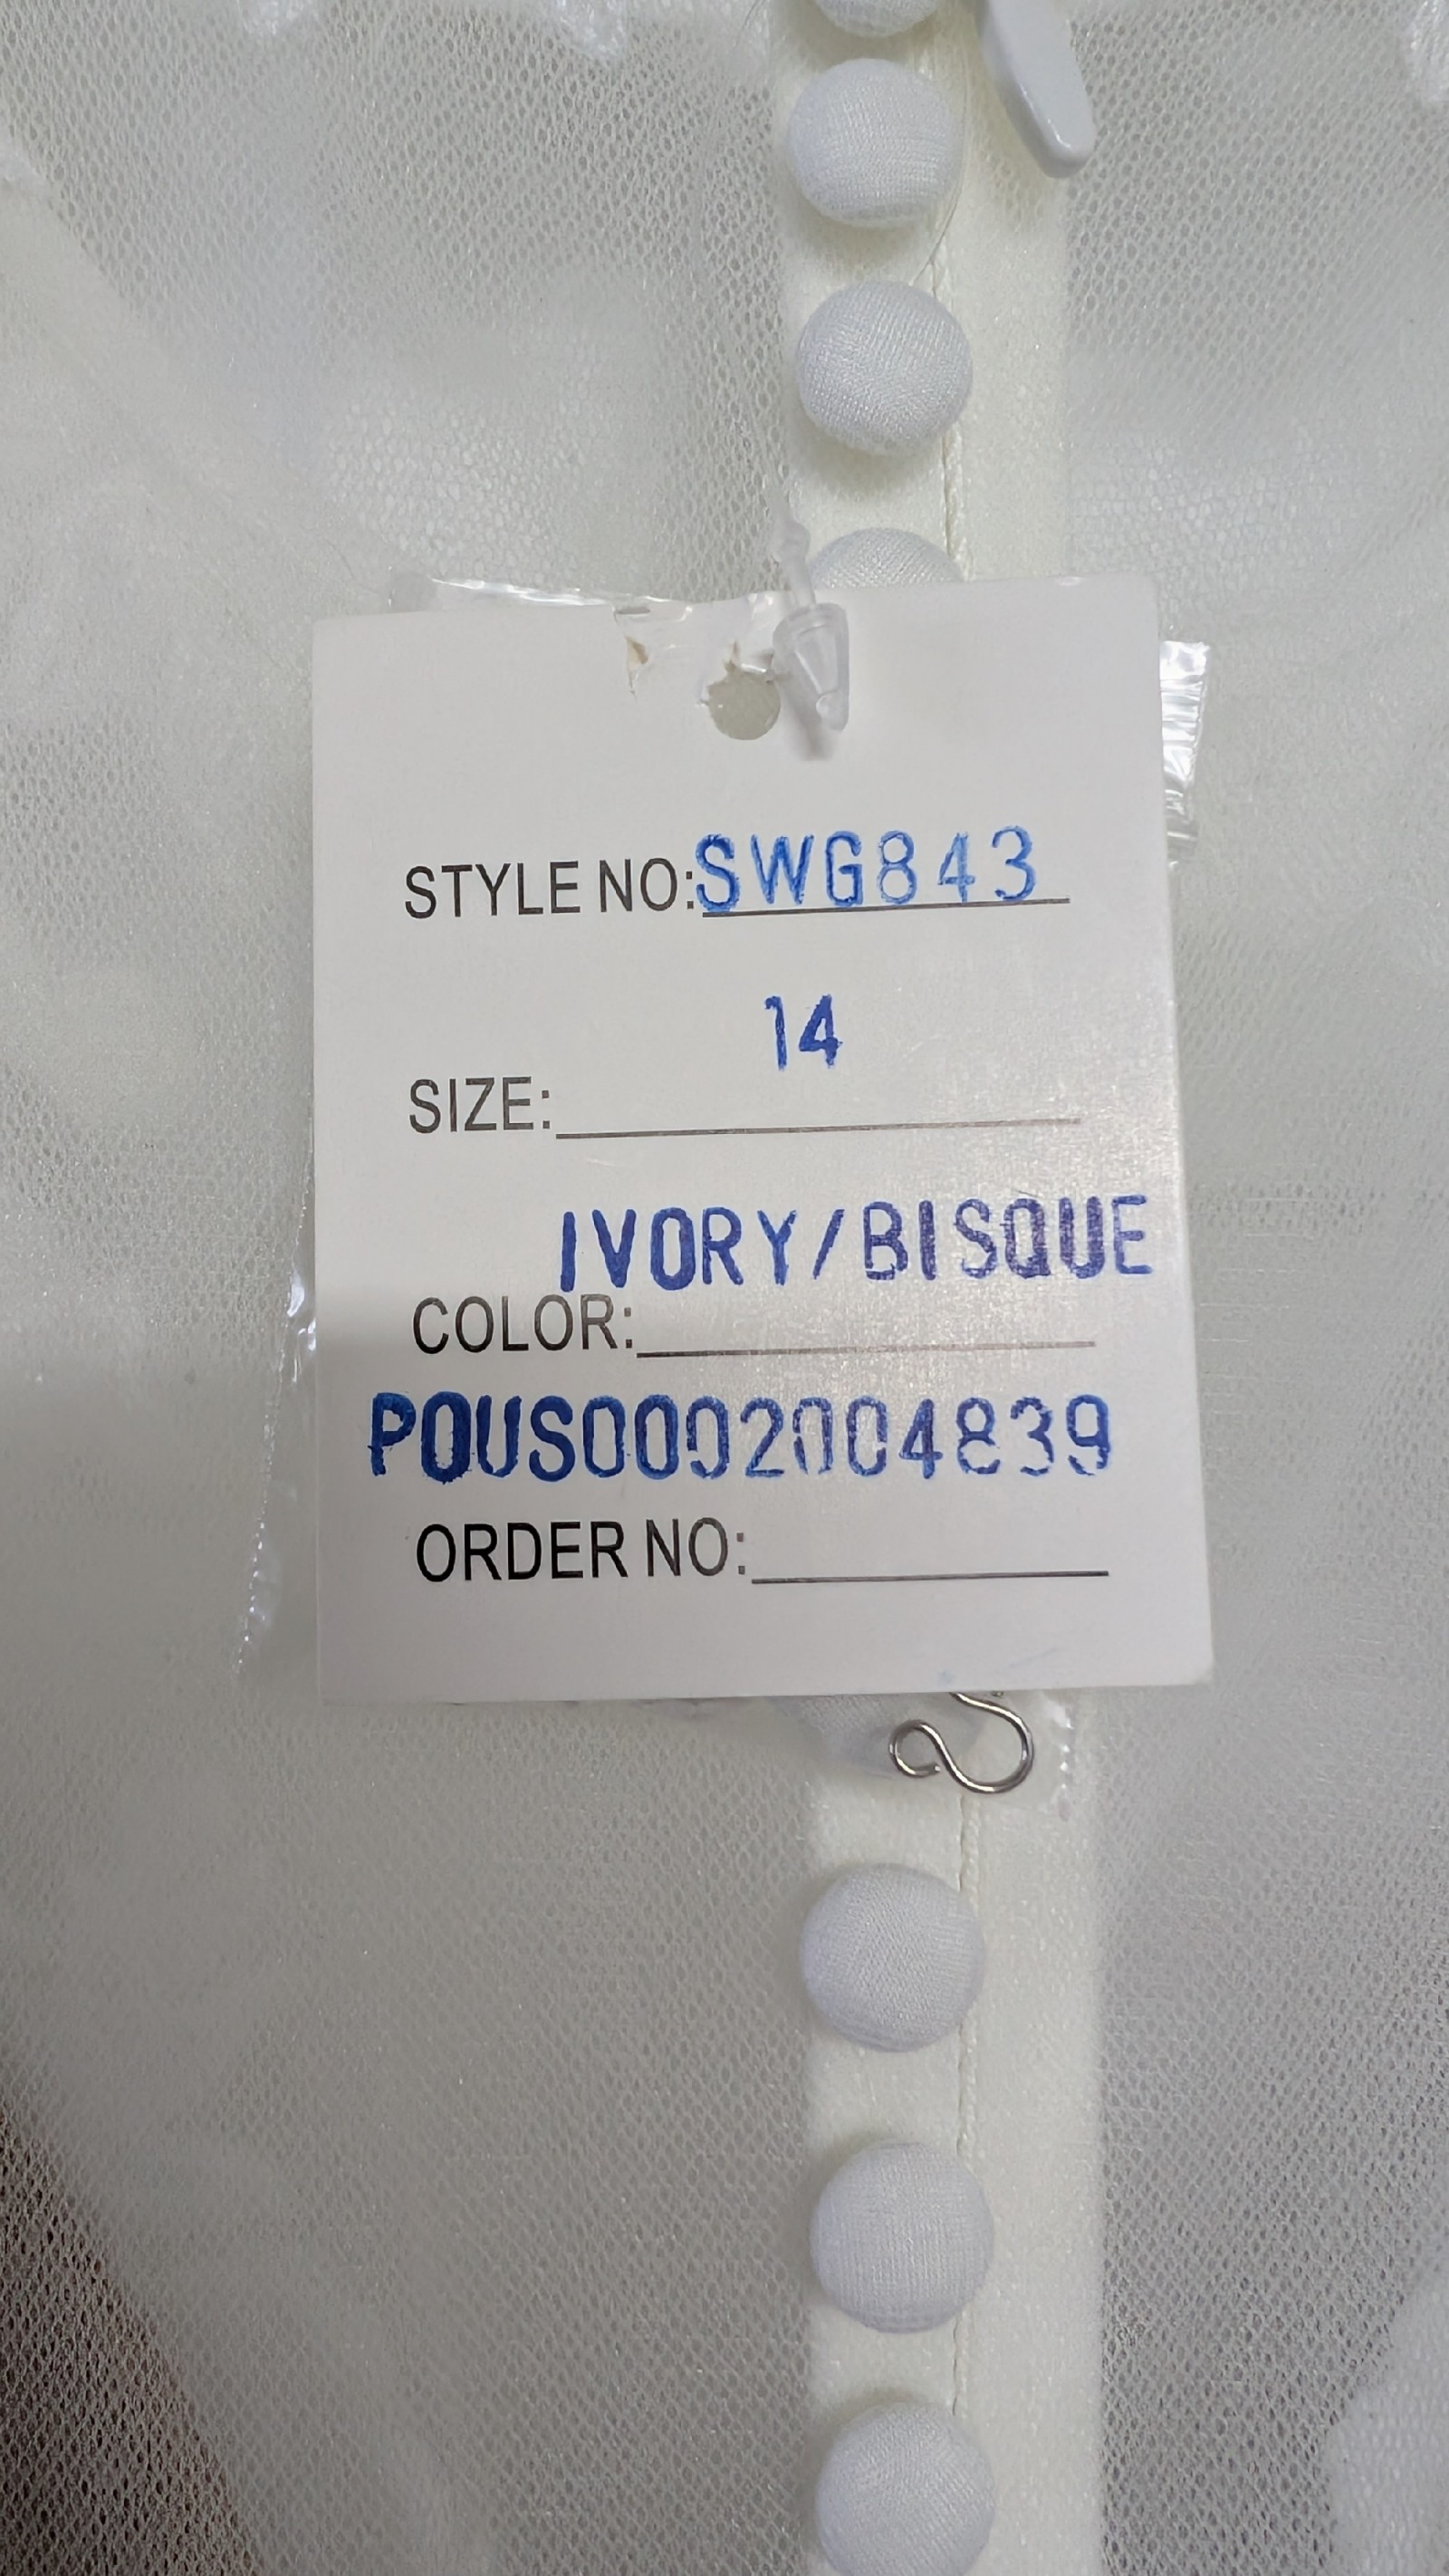 STYLE NO: SWG843
14
SIZE:
IVORY/BISQUE
COLOR:
POUS0002004839
ORDER NO: